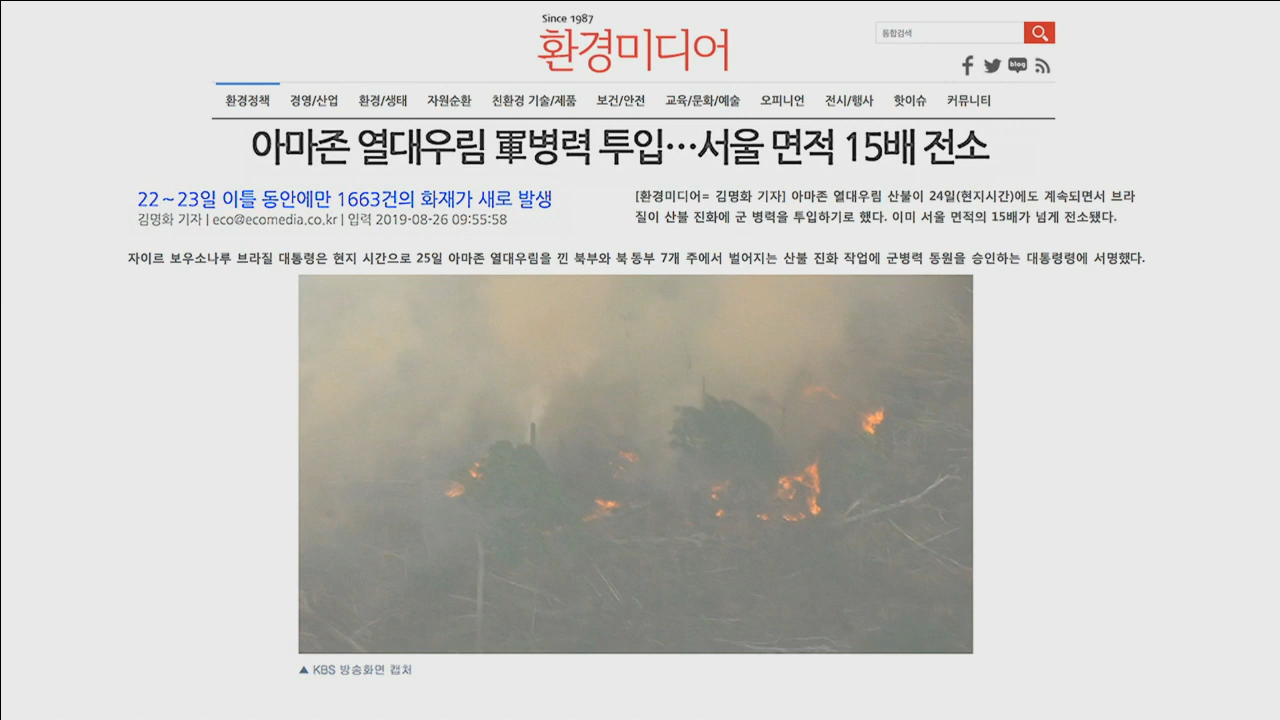 Since 1987
환경미디어
통합검색
blog
환경정책 경영/산업 환경/생태 자원순환 친환경 기술/제품 보건/안전 교육/문화/예술 오피니언 전시/행사 핫이슈 커뮤니티
아마존 열대우림 軍병력 투입…서울 면적 15배 전소
22~23일 이틀 동안에만 1663건의 화재가 새로 발생
김명화 기자 | eco@ecomedia.co.kr | 입력 2019-08-26 09:55:58
[환경미디어= 김명화 기자] 아마존 열대우림 산불이 24일(현지시간)에도 계속되면서 브라
질이 산불 진화에 군 병력을 투입하기로 했다. 이미 서울 면적의 15배가 넘게 전소됐다.
자이르 보우소나루 브라질 대통령은 현지 시간으로 25일 아마존 열대우림을 낀 북부와 북동부 7개 주에서 벌어지는 산불 진화 작업에 군병력 동원을 승인하는 대통령령에 서명했다.
▲ KBS 방송화면 캡처